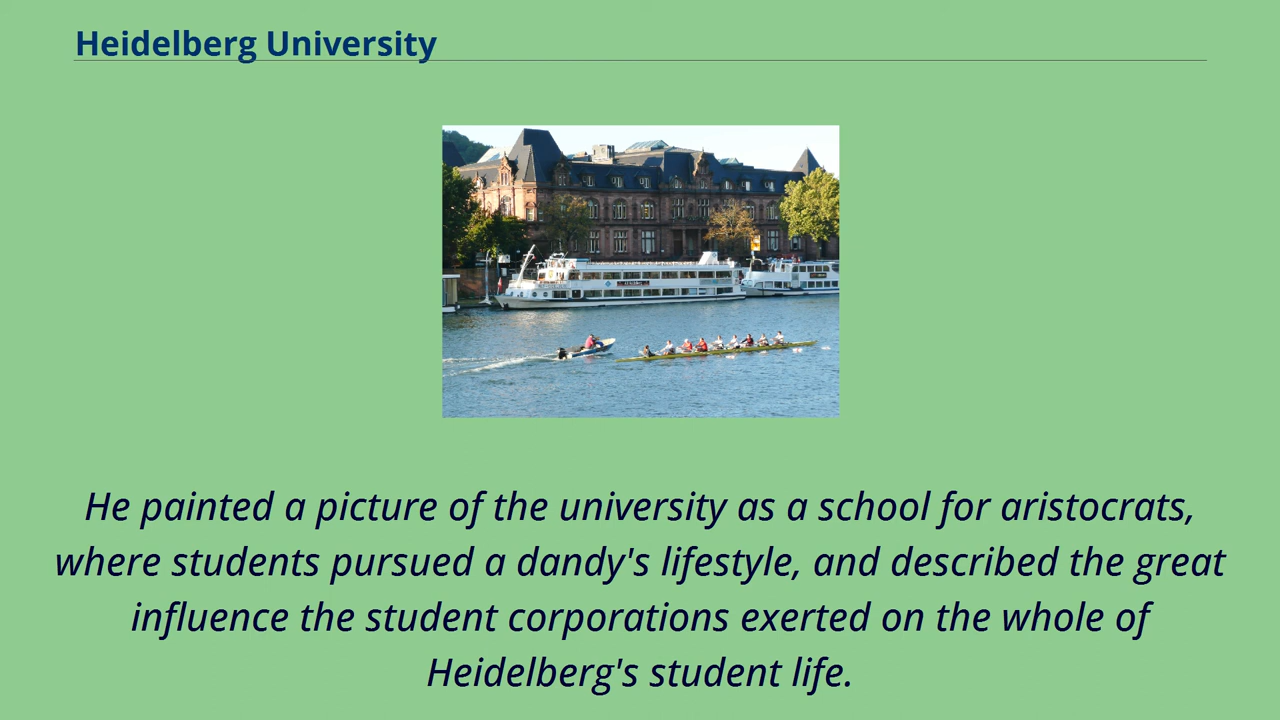 Heidelberg University
He painted a picture of the university as a school for aristocrats,
where students pursued a dandy's lifestyle, and described the great
influence the student corporations exerted on the whole of
Heidelberg's student life.